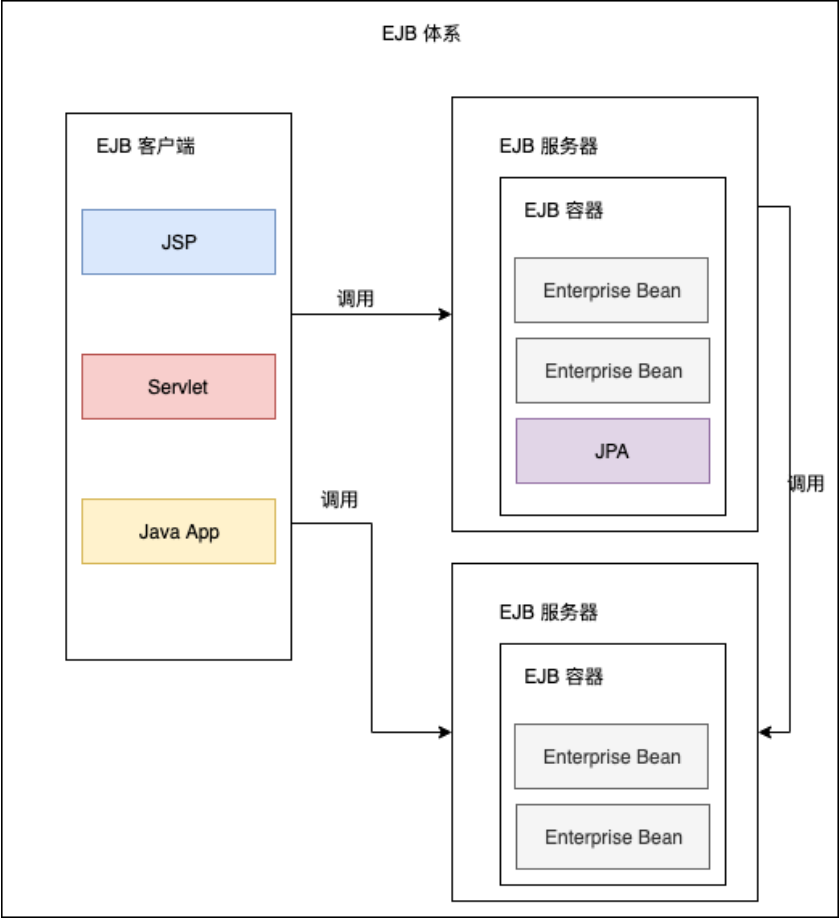 EJB 体系
EJB 客户端
JSP
Servlet
Java App
调用
调用
EJB 服务器
EJB 容器
Enterprise Bean
Enterprise Bean
JPA
调用
EJB 服务器
EJB 容器
Enterprise Bean
Enterprise Bean